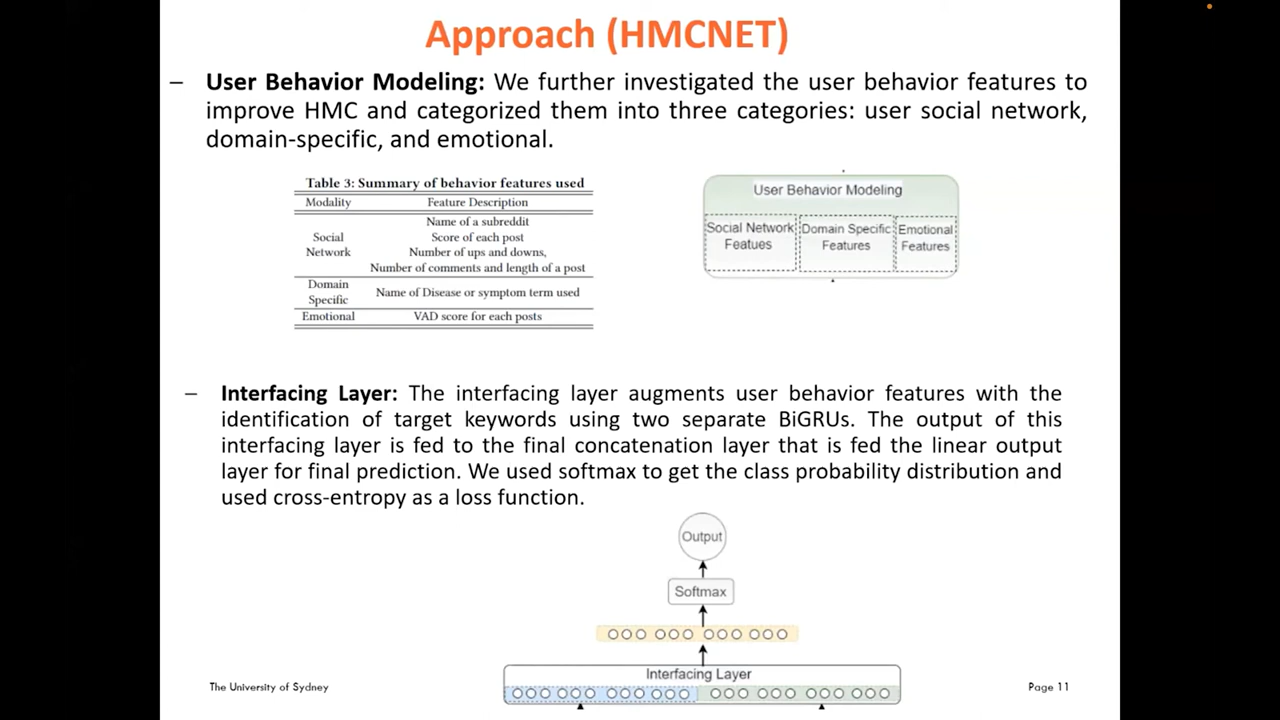 Approach (HMCNET)
– User Behavior Modeling: We further investigated the user behavior features to
improve HMC and categorized them into three categories: user social network,
domain-specific, and emotional.
Table 3: Summary of behavior features used
Modality Feature Description
Social Network
Name of a subreddit
Score of each post
Number of ups and downs,
Number of comments and length of a post
Domain Specific
Name of Disease or symptom term used
Emotional VAD score for each posts
User Behavior Modeling
Social Network Featues
Domain Specific Features
Emotional Features
– Interfacing Layer: The interfacing layer augments user behavior features with the
identification of target keywords using two separate BiGRUs. The output of this
interfacing layer is fed to the final concatenation layer that is fed the linear output
layer for final prediction. We used softmax to get the class probability distribution and
used cross-entropy as a loss function.
Output
Softmax
Interfacing Layer
The University of Sydney
Page 11